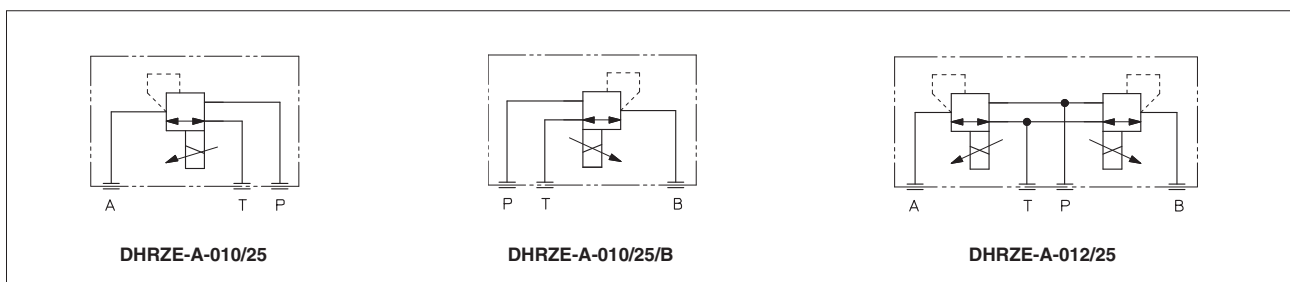 A T P
P T B
A T P B
DHRZE-A-010/25
DHRZE-A-010/25/B
DHRZE-A-012/25